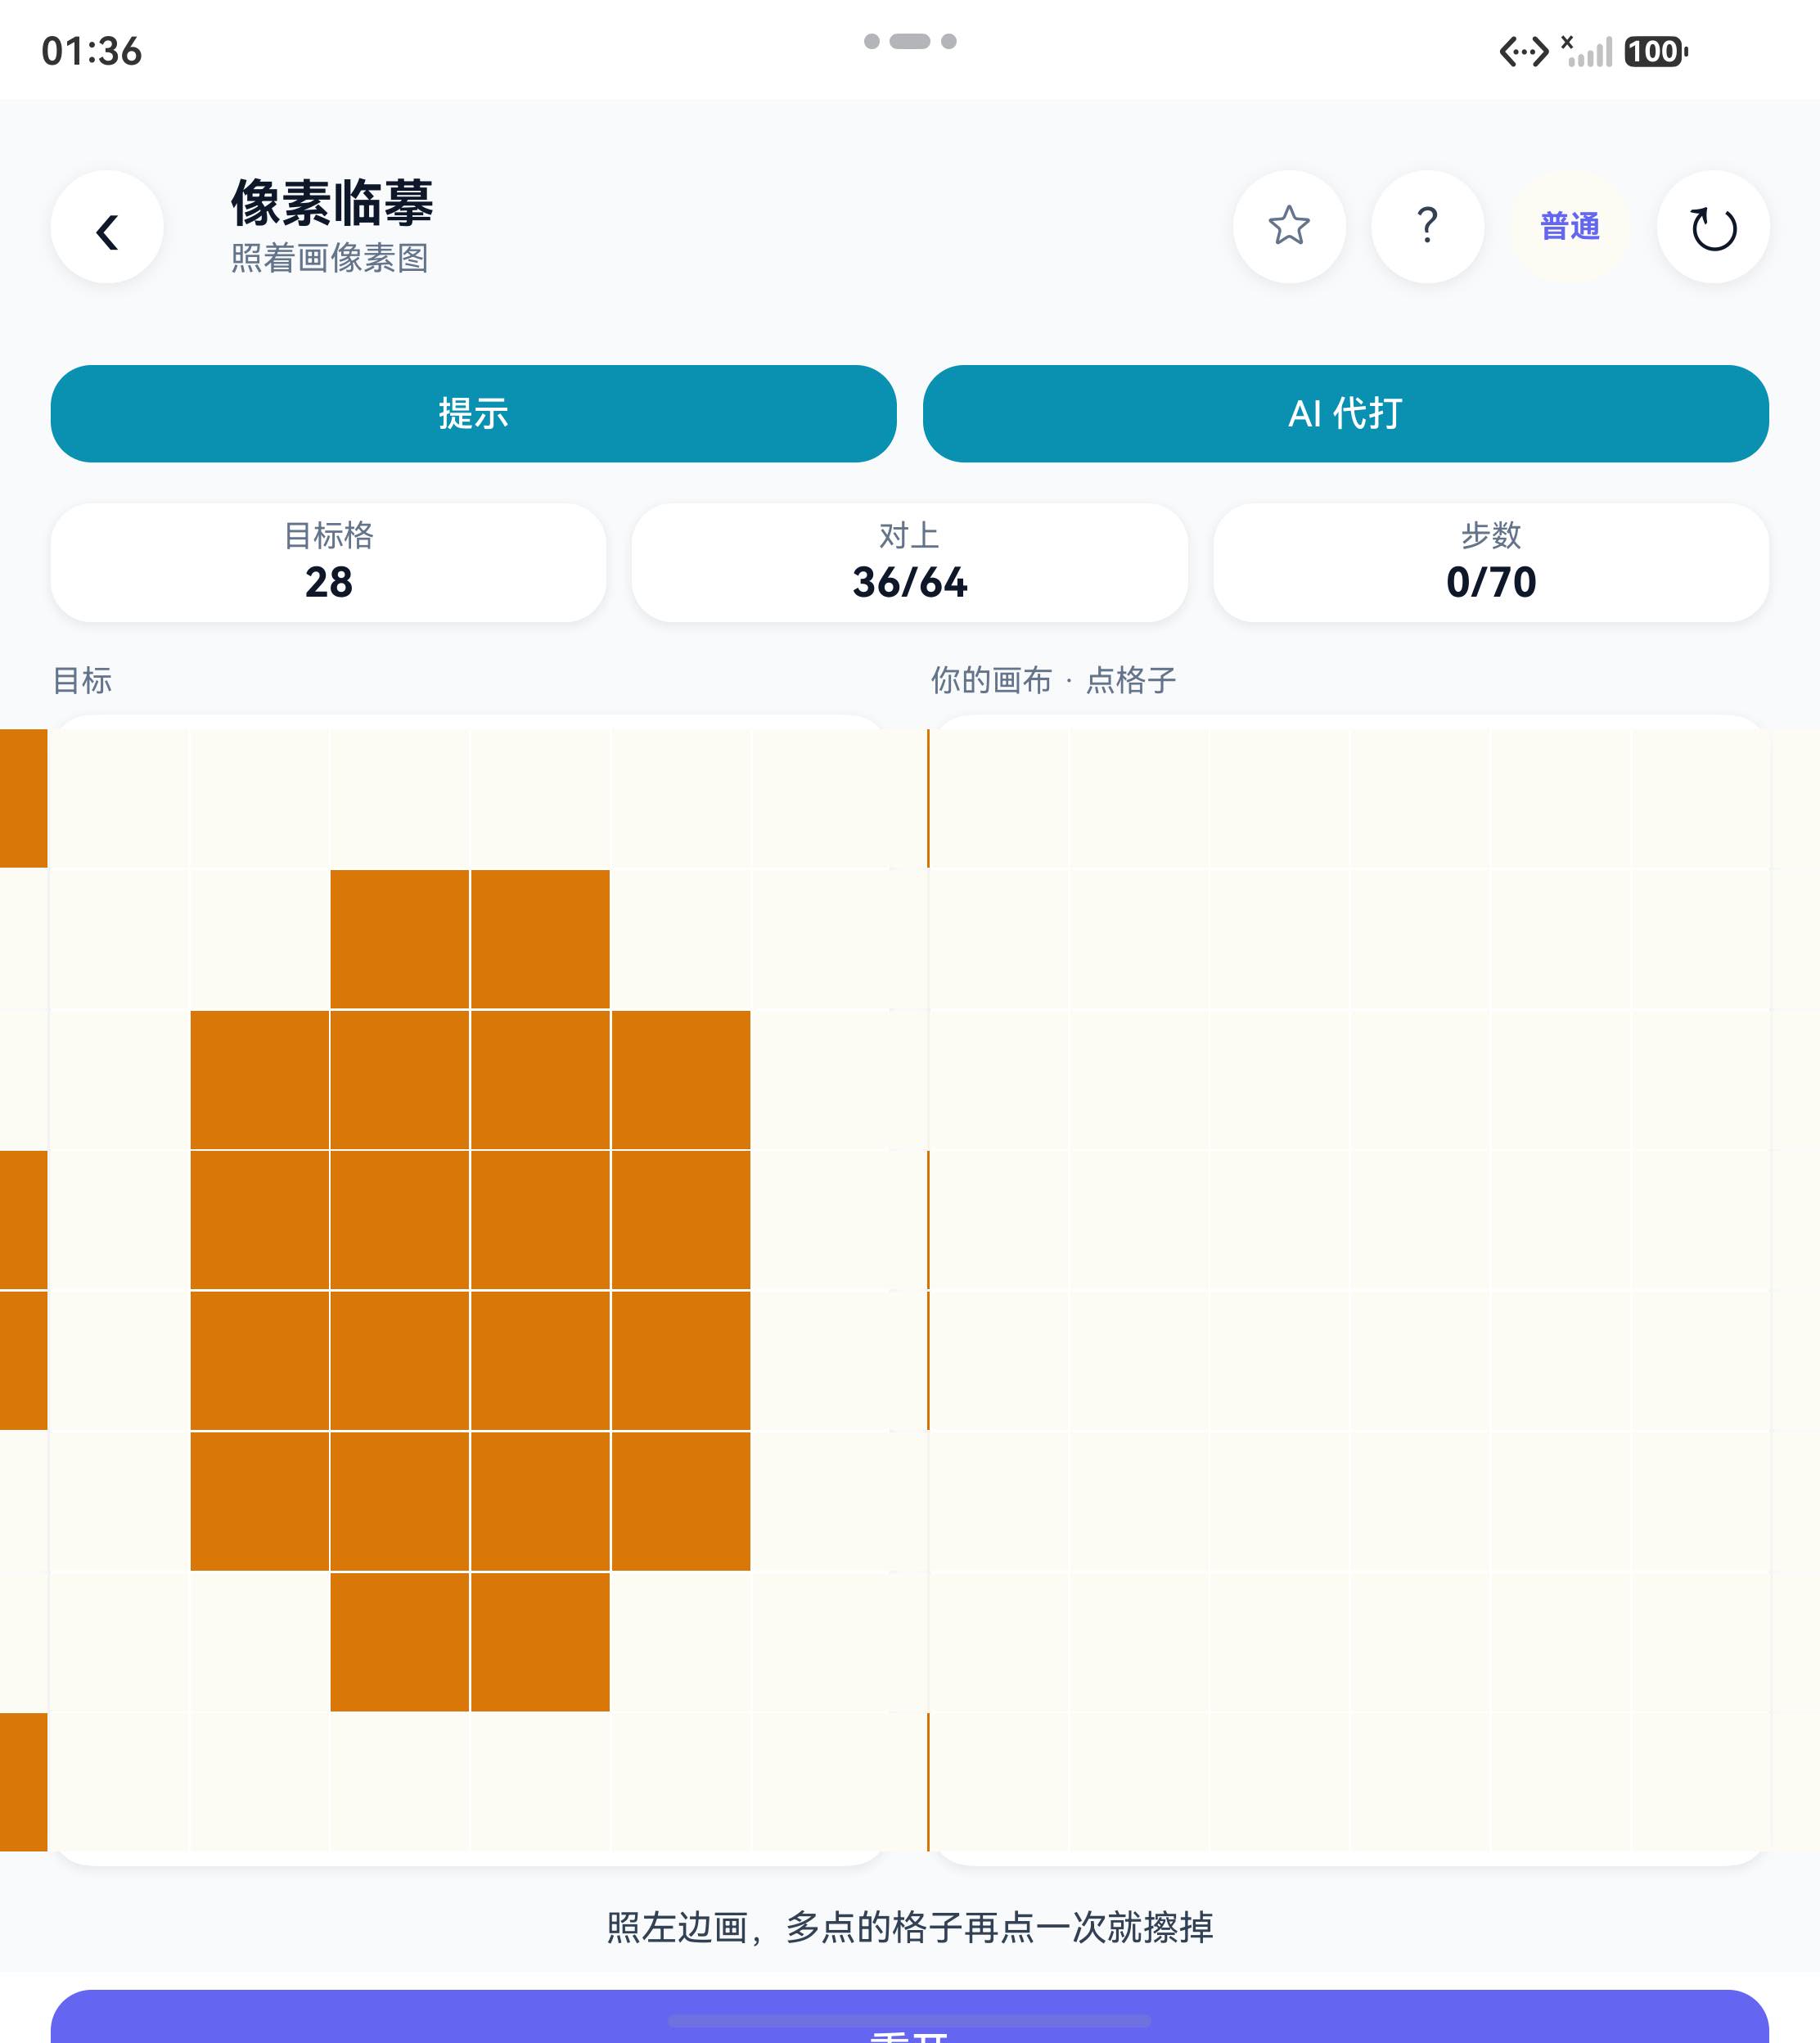 01:36
100
像素临摹
照着画像素图
?
普通
提示
AI 代打
目标格
28
对上
36/64
步数
0/70
目标
你的画布 · 点格子
照左边画，多点的格子再点一次就擦掉
重开